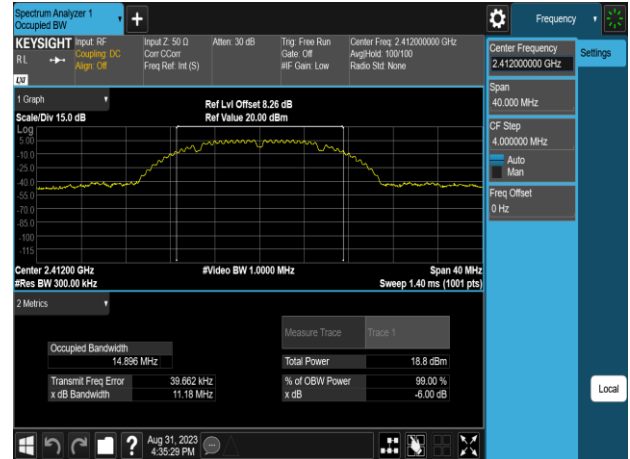 Spectrum Analyzer 1
Occupied BW
Frequency
KEYSIGHT
RL
LXI
Input: RF
Coupling: DC
Align: Off
Input Z: 50 Ω
Corr CCorr
Freq Ref: Int (S)
Atten: 30 dB
Trig: Free Run
Gate: Off
#IF Gain: Low
Center Freq: 2.412000000 GHz
Avg|Hold: 100/100
Radio Std: None
Center Frequency
2.412000000 GHz
Settings
Span
40.000 MHz
CF Step
4.000000 MHz
Auto
Man
Freq Offset
0 Hz
1 Graph
Scale/Div 15.0 dB
Ref Lvl Offset 8.26 dB
Ref Value 20.00 dBm
Log
5.00
-10.0
-25.0
-40.0
-55.0
-70.0
-85.0
-100
-115
Center 2.41200 GHz
#Res BW 300.00 kHz
#Video BW 1.0000 MHz
Span 40 MHz
Sweep 1.40 ms (1001 pts)
2 Metrics
Measure Trace
Trace 1
Occupied Bandwidth
14.896 MHz
Total Power
18.8 dBm
Transmit Freq Error
39.662 kHz
% of OBW Power
99.00 %
x dB Bandwidth
11.18 MHz
x dB
-6.00 dB
Local
?
Aug 31, 2023
4:35:29 PM